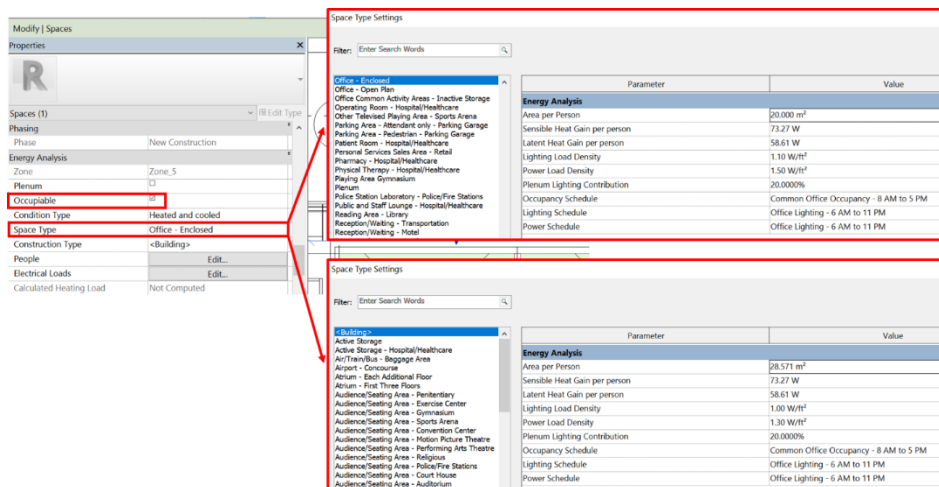 Modify | Spaces
Properties
R
Spaces (1)
Edit Type
Phasing
Phase New Construction
Energy Analysis
Zone Zone_5
Plenum
Occupiable
Condition Type Heated and cooled
Space Type Office - Enclosed
Construction Type <Building>
People Edit...
Electrical Loads Edit...
Calculated Heating Load Not Computed
Space Type Settings
Filter: Enter Search Words
Office - Enclosed
Office - Open Plan
Office Common Activity Areas - Inactive Storage
Operating Room - Hospital/Healthcare
Other Televised Playing Area - Sports Arena
Parking Area - Attendant only - Parking Garage
Parking Area - Pedestrian - Parking Garage
Patient Room - Hospital/Healthcare
Personal Services Sales Area - Retail
Pharmacy - Hospital/Healthcare
Physical Therapy - Hospital/Healthcare
Playing Area Gymnasium
Plenum
Police Station Laboratory - Police/Fire Stations
Public and Staff Lounge - Hospital/Healthcare
Reading Area - Library
Reception/Waiting - Transportation
Reception/Waiting - Motel
Parameter Value
Energy Analysis
Area per Person 20.000 m²
Sensible Heat Gain per person 73.27 W
Latent Heat Gain per person 58.61 W
Lighting Load Density 1.10 W/ft²
Power Load Density 1.50 W/ft²
Plenum Lighting Contribution 20.0000%
Occupancy Schedule Common Office Occupancy - 8 AM to 5 PM
Lighting Schedule Office Lighting - 6 AM to 11 PM
Power Schedule Office Lighting - 6 AM to 11 PM
Space Type Settings
Filter: Enter Search Words
<Building>
Active Storage
Active Storage - Hospital/Healthcare
Air/Train/Bus - Baggage Area
Airport - Concourse
Atrium - Each Additional Floor
Atrium - First Three Floors
Audience/Seating Area - Penitentiary
Audience/Seating Area - Exercise Center
Audience/Seating Area - Gymnasium
Audience/Seating Area - Sports Arena
Audience/Seating Area - Convention Center
Audience/Seating Area - Motion Picture Theatre
Audience/Seating Area - Performing Arts Theatre
Audience/Seating Area - Religious
Audience/Seating Area - Police/Fire Stations
Audience/Seating Area - Court House
Audience/Seating Area - Auditorium
Parameter Value
Energy Analysis
Area per Person 28.571 m²
Sensible Heat Gain per person 73.27 W
Latent Heat Gain per person 58.61 W
Lighting Load Density 1.00 W/ft²
Power Load Density 1.30 W/ft²
Plenum Lighting Contribution 20.0000%
Occupancy Schedule Common Office Occupancy - 8 AM to 5 PM
Lighting Schedule Office Lighting - 6 AM to 11 PM
Power Schedule Office Lighting - 6 AM to 11 PM